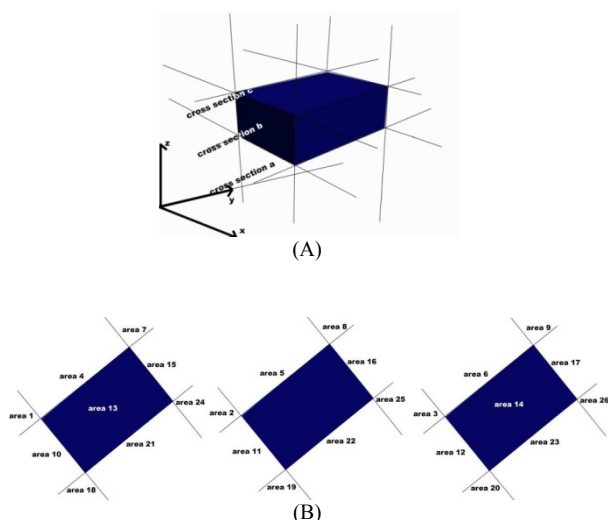 cross section c
cross section b
cross section a
z
y
x
(A)
area 7
area 4
area 15
area 1
area 13
area 24
area 10
area 21
area 18
area 8
area 5
area 16
area 2
area 25
area 11
area 22
area 19
area 9
area 6
area 17
area 3
area 14
area 26
area 12
area 23
area 20
(B)